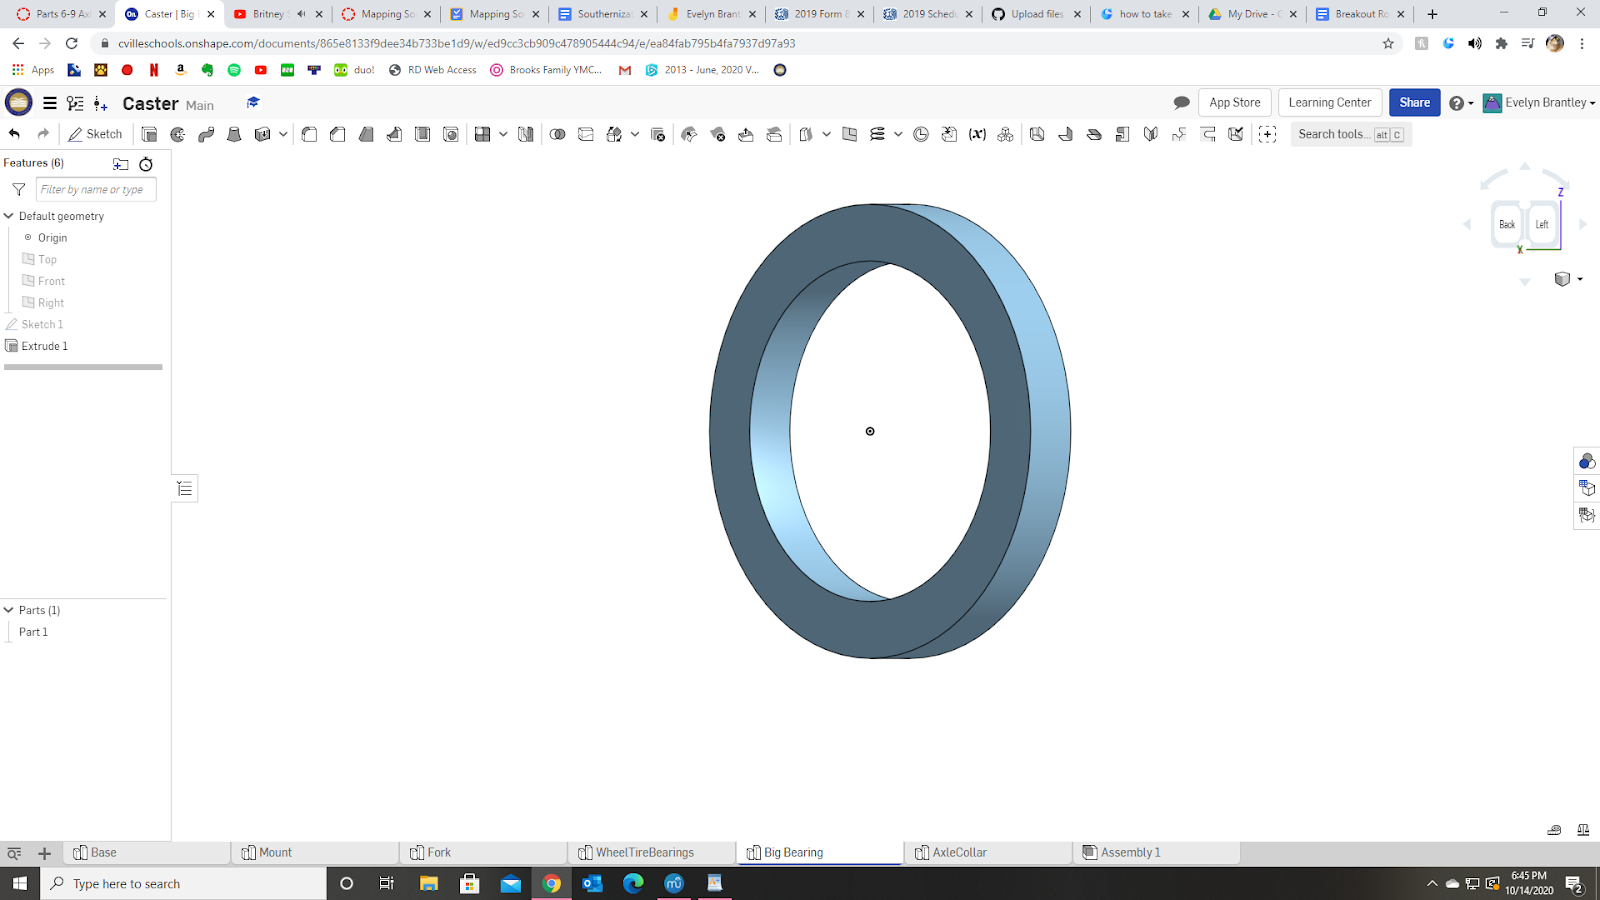 Parts 6-9 Ax
Caster | Big
Britney
Mapping So
Mapping So
Southerniza
Evelyn Brant
2019 Form
2019 Schedu
Upload files
how to take
My Drive -
Breakout Ro
cvilleschools.onshape.com/documents/865e8133f9dee34b733be1d9/w/ed9cc3cb909c478905444c94/e/ea84fab795b4fa7937d97a93
Apps
duo!
RD Web Access
Brooks Family YMC...
2013 - June, 2020 V...
Caster Main
App Store
Learning Center
Share
Evelyn Brantley
Sketch
Search tools... alt C
Features (6)
Filter by name or type
Default geometry
Origin
Top
Front
Right
Sketch 1
Extrude 1
Z
Back
Left
X
Parts (1)
Part 1
Base
Mount
Fork
WheelTireBearings
Big Bearing
AxleCollar
Assembly 1
Type here to search
6:45 PM
10/14/2020
2